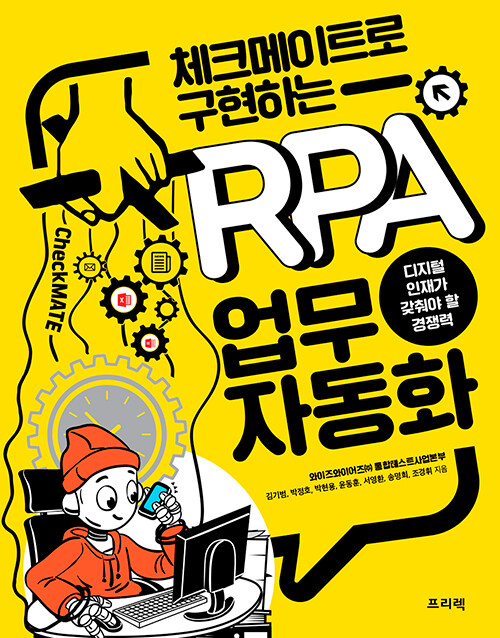 체크메이트로
구현하는
RPA
CheckMATE
디지털
인재가
갖춰야 할
경쟁력
업무
자동화
와이즈와이어즈㈜ 통합테스트사업본부
김기범, 박정호, 박현용, 윤동훈, 서영환, 송명희, 조경휘 지음
프리렉